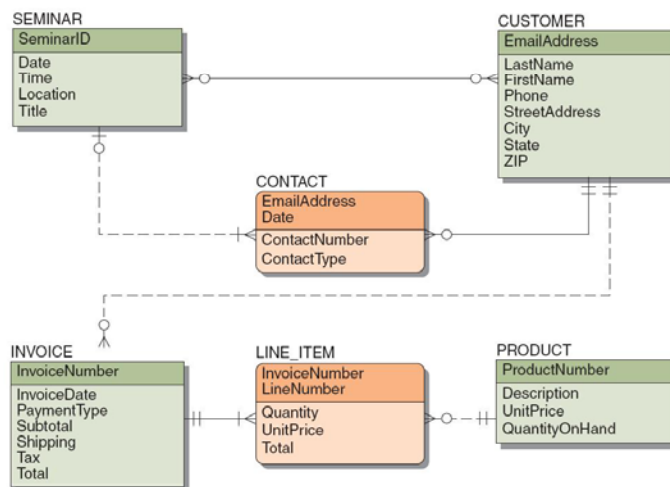 SEMINAR
SeminarID
Date
Time
Location
Title
CUSTOMER
EmailAddress
LastName
FirstName
Phone
StreetAddress
City
State
ZIP
CONTACT
EmailAddress
Date
ContactNumber
ContactType
INVOICE
InvoiceNumber
InvoiceDate
PaymentType
Subtotal
Shipping
Tax
Total
LINE_ITEM
InvoiceNumber
LineNumber
Quantity
UnitPrice
Total
PRODUCT
ProductNumber
Description
UnitPrice
QuantityOnHand